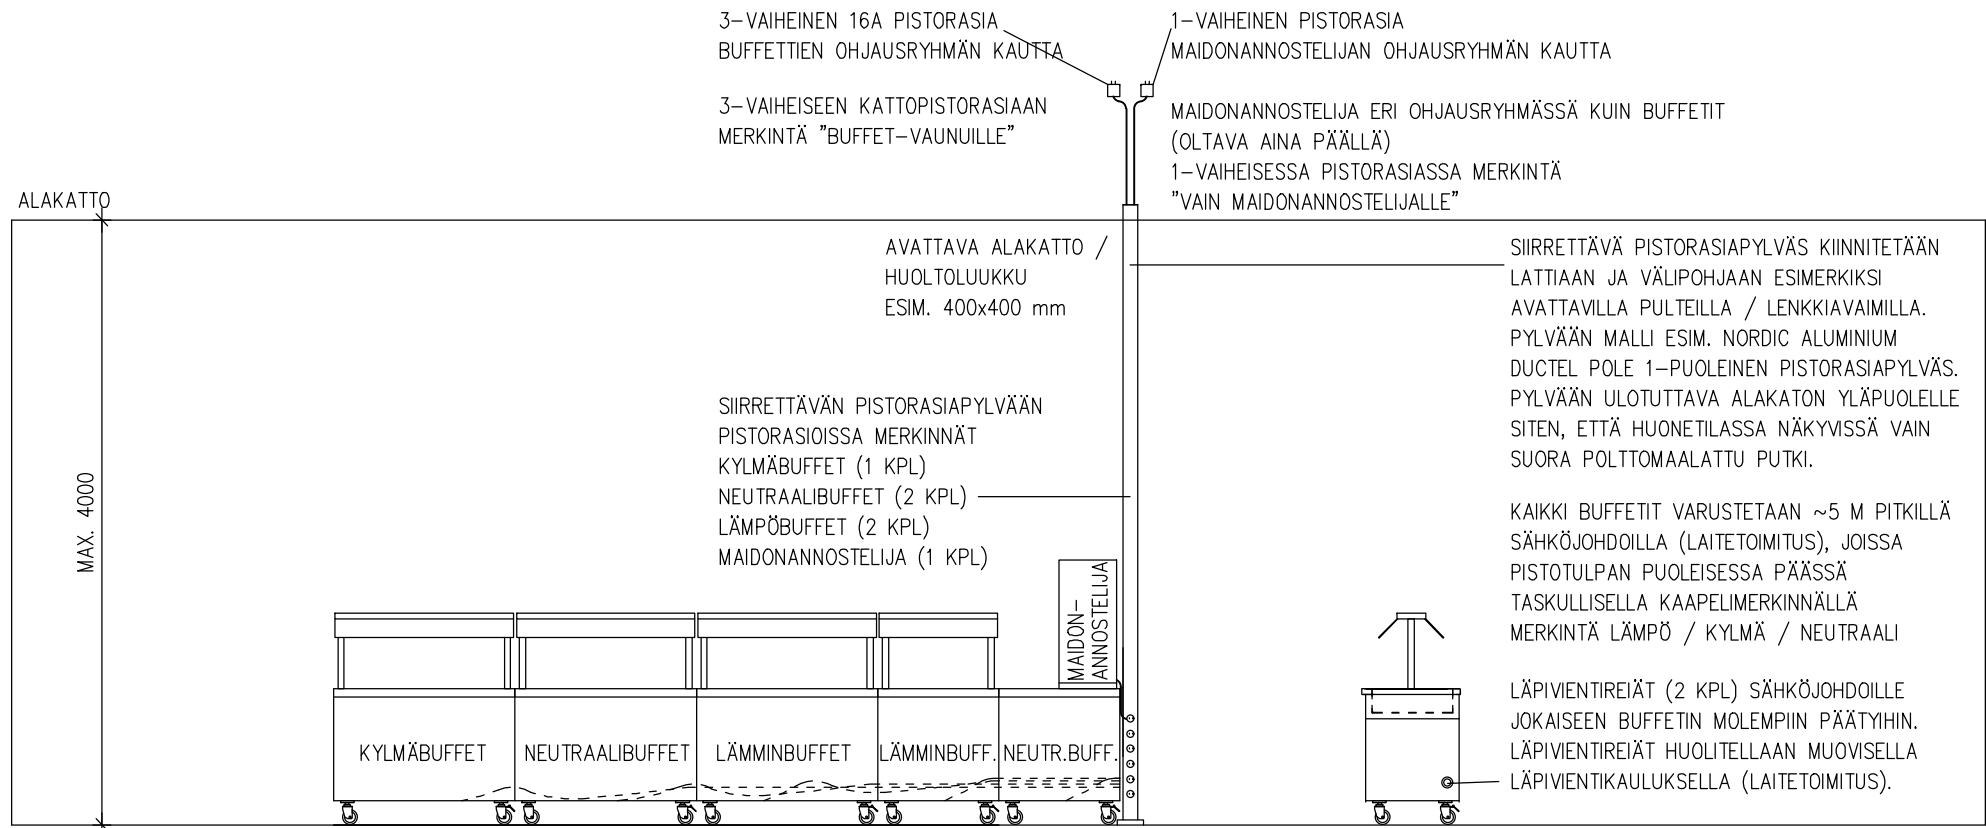 3-VAIHEINEN 16A PISTORASIA
BUFFETTIEN OHJAUSRYHMÄN KAUTTA
3-VAIHEISEEN KATTOPISTORASIAAN
MERKINTÄ "BUFFET-VAUNUILLE"
1-VAIHEINEN PISTORASIA
MAIDONANNOSTELIJAN OHJAUSRYHMÄN KAUTTA
MAIDONANNOSTELIJA ERI OHJAUSRYHMÄSSÄ KUIN BUFFETIT
(OLTAVA AINA PÄÄLLÄ)
1-VAIHEISESSA PISTORASIASSA MERKINTÄ
"VAIN MAIDONANNOSTELIJALLE"
ALAKATTO
MAX. 4000
AVATTAVA ALAKATTO /
HUOLTOLUUKKU
ESIM. 400x400 mm
SIIRRETTÄVÄN PISTORASIAPYLVÄÄN
PISTORASIOISSA MERKINNÄT
KYLMÄBUFFET (1 KPL)
NEUTRAALIBUFFET (2 KPL)
LÄMPÖBUFFET (2 KPL)
MAIDONANNOSTELIJA (1 KPL)
SIIRRETTÄVÄ PISTORASIAPYLVÄS KIINNITETÄÄN
LATTIAAN JA VÄLIPOHJAAN ESIMERKIKSI
AVATTAVILLA PULTEILLA / LENKKIAVAIMILLA.
PYLVÄÄN MALLI ESIM. NORDIC ALUMINIUM
DUCTEL POLE 1-PUOLEINEN PISTORASIAPYLVÄS.
PYLVÄÄN ULOTUTTAVA ALAKATON YLÄPUOLELLE
SITEN, ETTÄ HUONETILASSA NÄKYVISSÄ VAIN
SUORA POLTTOMAALATTU PUTKI.
KAIKKI BUFFETIT VARUSTETAAN ~5 M PITKILLÄ
SÄHKÖJOHDOILLA (LAITETOIMITUS), JOISSA
PISTOTULPAN PUOLEISESSA PÄÄSSÄ
TASKULLISELLA KAAPELIMERKINNÄLLÄ
MERKINTÄ LÄMPÖ / KYLMÄ / NEUTRAALI
LÄPIVIENTIREIÄT (2 KPL) SÄHKÖJOHDOILLE
JOKAISEEN BUFFETIN MOLEMPIIN PÄÄTYIHIN.
LÄPIVIENTIREIÄT HUOLITELLAAN MUOVISELLA
LÄPIVIENTIKAULUKSELLA (LAITETOIMITUS).
MAIDON-
ANNOSTELIJA
KYLMÄBUFFET
NEUTRAALIBUFFET
LÄMMINBUFFET
LÄMMINBUFF.
NEUTR.BUFF.